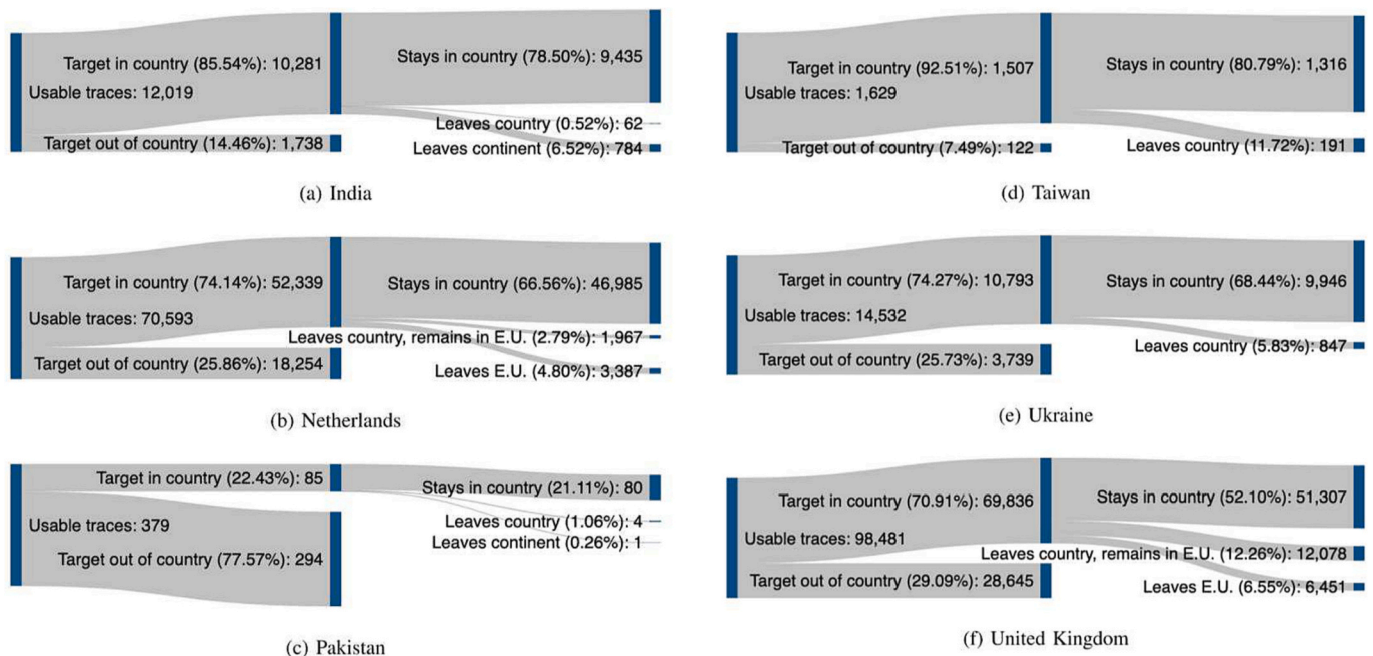 Target in country (85.54%): 10,281
Stays in country (78.50%): 9,435
Usable traces: 12,019
Leaves country (0.52%): 62
Target out of country (14.46%): 1,738
Leaves continent (6.52%): 784
(a) India
Target in country (74.14%): 52,339
Stays in country (66.56%): 46,985
Usable traces: 70,593
Leaves country, remains in E.U. (2.79%): 1,967
Target out of country (25.86%): 18,254
Leaves E.U. (4.80%): 3,387
(b) Netherlands
Target in country (22.43%): 85
Stays in country (21.11%): 80
Usable traces: 379
Leaves country (1.06%): 4
Leaves continent (0.26%): 1
Target out of country (77.57%): 294
(c) Pakistan
Target in country (92.51%): 1,507
Stays in country (80.79%): 1,316
Usable traces: 1,629
Target out of country (7.49%): 122
Leaves country (11.72%): 191
(d) Taiwan
Target in country (74.27%): 10,793
Stays in country (68.44%): 9,946
Usable traces: 14,532
Leaves country (5.83%): 847
Target out of country (25.73%): 3,739
(e) Ukraine
Target in country (70.91%): 69,836
Stays in country (52.10%): 51,307
Usable traces: 98,481
Leaves country, remains in E.U. (12.26%): 12,078
Target out of country (29.09%): 28,645
Leaves E.U. (6.55%): 6,451
(f) United Kingdom